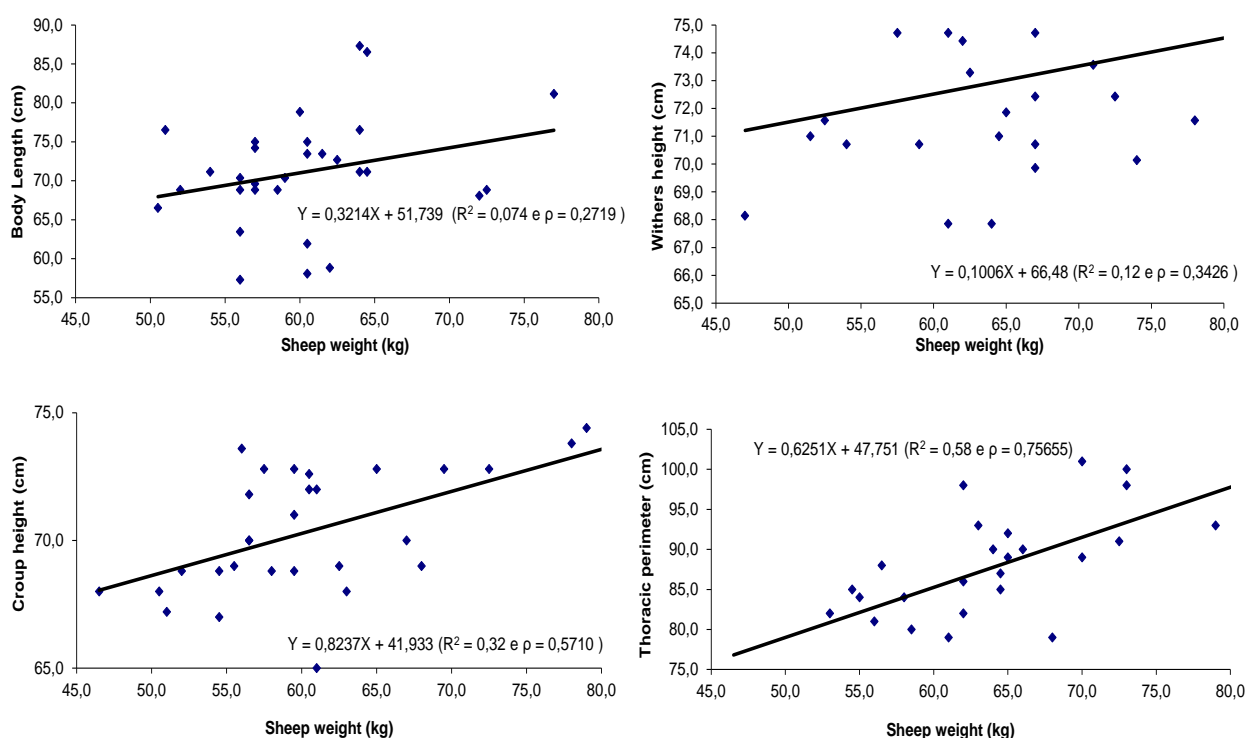 90,0
85,0
80,0
75,0
70,0
65,0
60,0
55,0
Body Length (cm)
Y = 0,3214X + 51,739 (R² = 0,074 e ρ = 0,2719 )
45,0 50,0 55,0 60,0 65,0 70,0 75,0 80,0
Sheep weight (kg)
75,0
74,0
73,0
72,0
71,0
70,0
69,0
68,0
67,0
66,0
65,0
Withers height (cm)
Y = 0,1006X + 66,48 (R² = 0,12 e ρ = 0,3426 )
45,0 50,0 55,0 60,0 65,0 70,0 75,0 80,0
Sheep weight (kg)
75,0
70,0
65,0
Croup height (cm)
Y = 0,8237X + 41,933 (R² = 0,32 e ρ = 0,5710 )
45,0 50,0 55,0 60,0 65,0 70,0 75,0 80,0
Sheep weight (kg)
105,0
100,0
95,0
90,0
85,0
80,0
75,0
Thoracic perimeter (cm)
Y = 0,6251X + 47,751 (R² = 0,58 e ρ = 0,75655)
45,0 50,0 55,0 60,0 65,0 70,0 75,0 80,0
Sheep weight (kg)